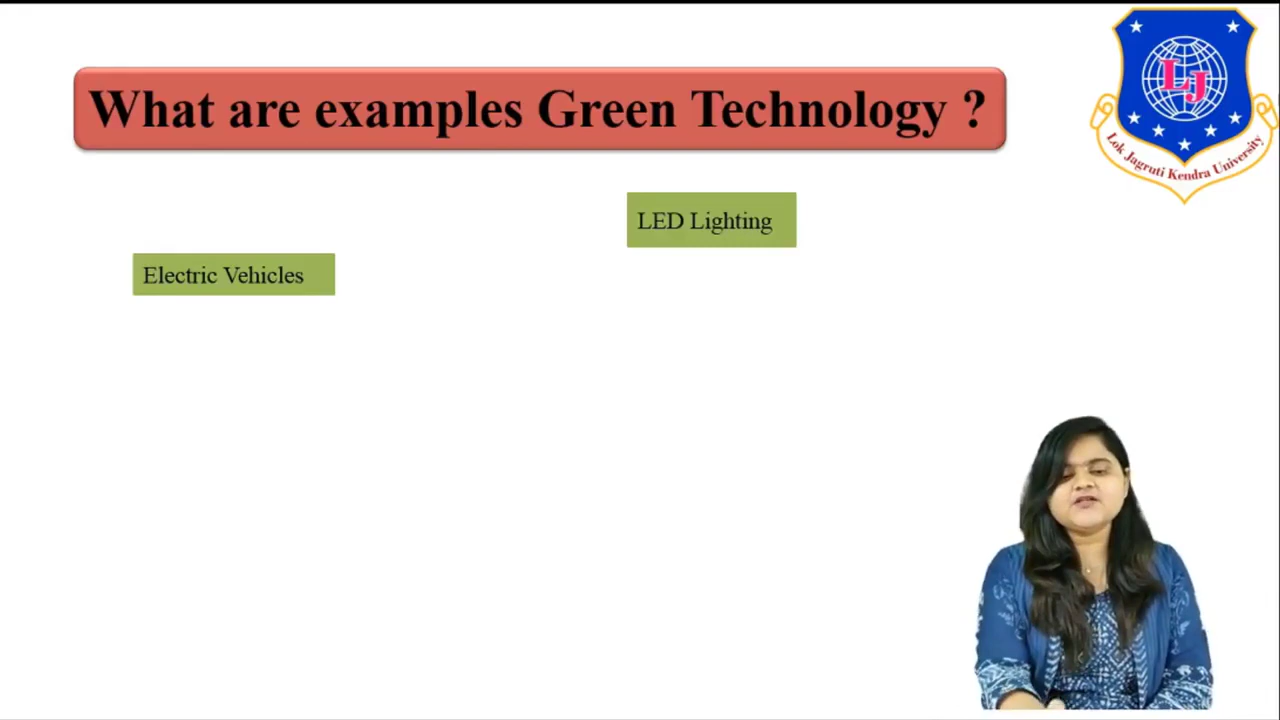 What are examples Green Technology ?
LJ
Lok Jagruti Kendra University
LED Lighting
Electric Vehicles